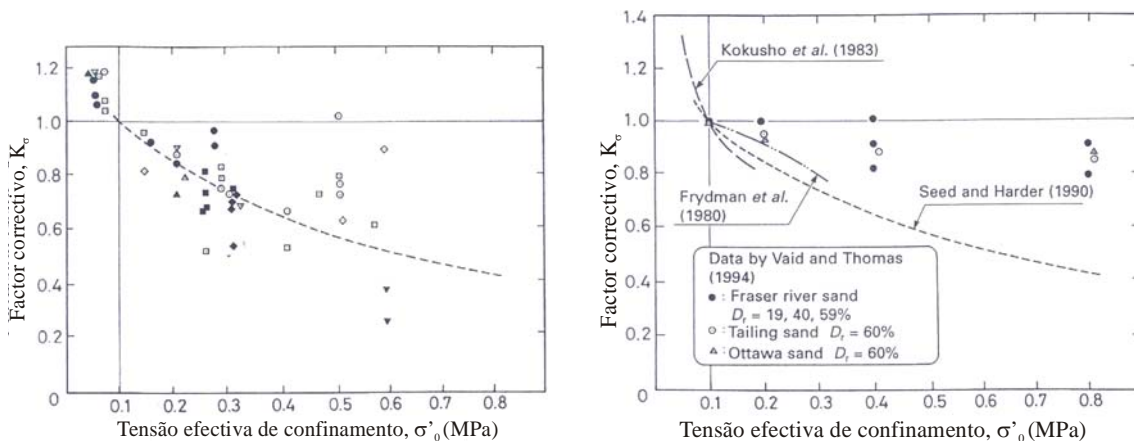 Factor correctivo, Kσ
1.2
1.0
0.8
0.6
0.4
0.2
0
0.1
0.2
0.3
0.4
0.5
0.6
0.7
0.8
Tensão efectiva de confinamento, σ'₀ (MPa)
Factor correctivo, Kσ
1.4
1.2
1.0
0.8
0.6
0.4
0.2
0
Kokusho et al. (1983)
Frydman et al.
(1980)
Seed and Harder (1990)
Data by Vaid and Thomas
(1994)
● : Fraser river sand
Dr = 19, 40, 59%
○ : Tailing sand Dr = 60%
△ : Ottawa sand Dr = 60%
0.1
0.2
0.3
0.4
0.5
0.6
0.7
0.8
Tensão efectiva de confinamento, σ'₀ (MPa)